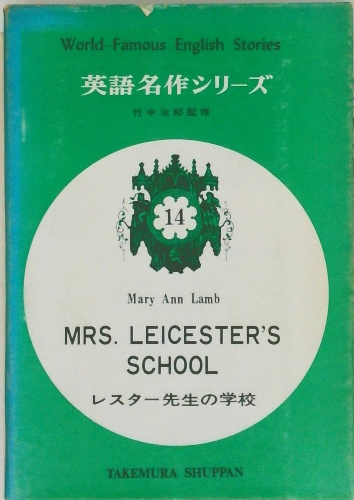 World Famous English Stories
英語名作シリーズ
竹中治郎監修
14
Mary Ann Lamb
MRS. LEICESTER'S
SCHOOL
レスター先生の学校
TAKEMURA SHUPPAN